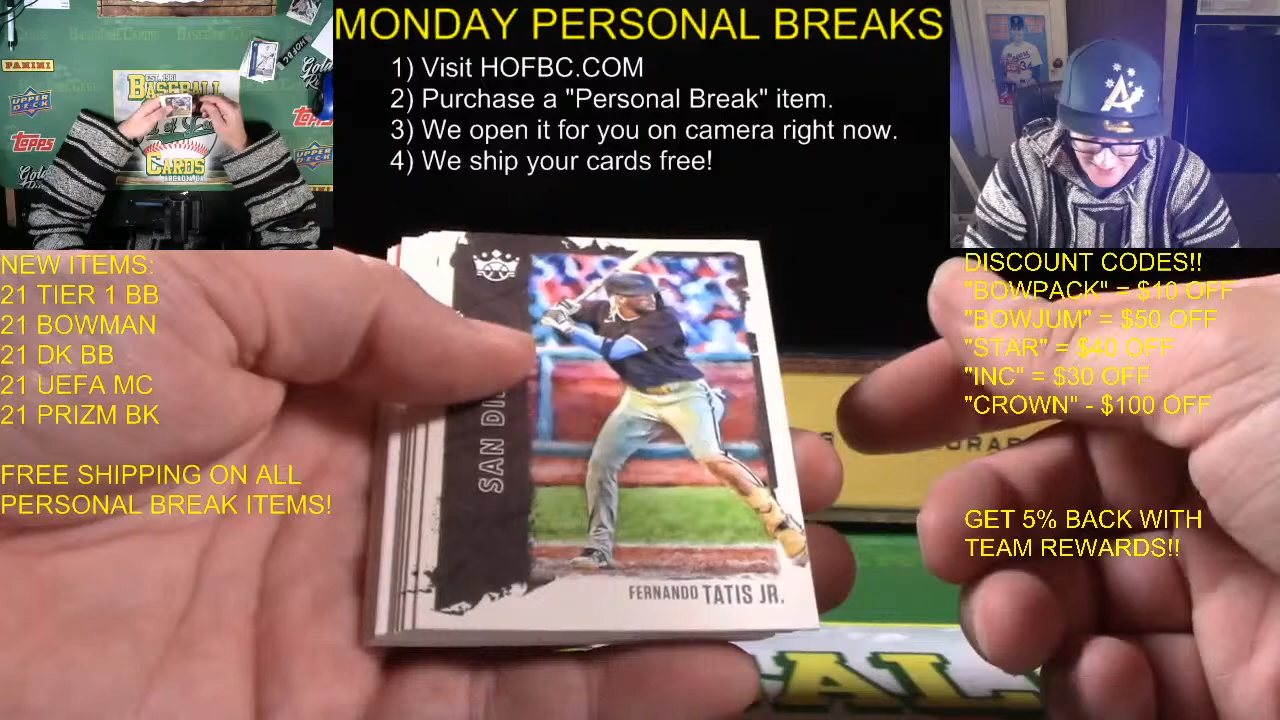 MONDAY PERSONAL BREAKS
1) Visit HOFBC.COM
2) Purchase a "Personal Break" item.
3) We open it for you on camera right now.
4) We ship your cards free!
PANINI
UPPER DECK
Topps
EST. 1901
BASEBALL
CARDS
NEW ITEMS:
21 TIER 1 BB
21 BOWMAN
21 DK BB
21 UEFA MC
21 PRIZM BK
FREE SHIPPING ON ALL
PERSONAL BREAK ITEMS!
DISCOUNT CODES!!
"BOWPACK" = $10 OFF
"BOWJUM" = $50 OFF
"STAR" = $40 OFF
"INC" = $30 OFF
"CROWN" - $100 OFF
GET 5% BACK WITH
TEAM REWARDS!!
SAN
FERNANDO TATIS JR.